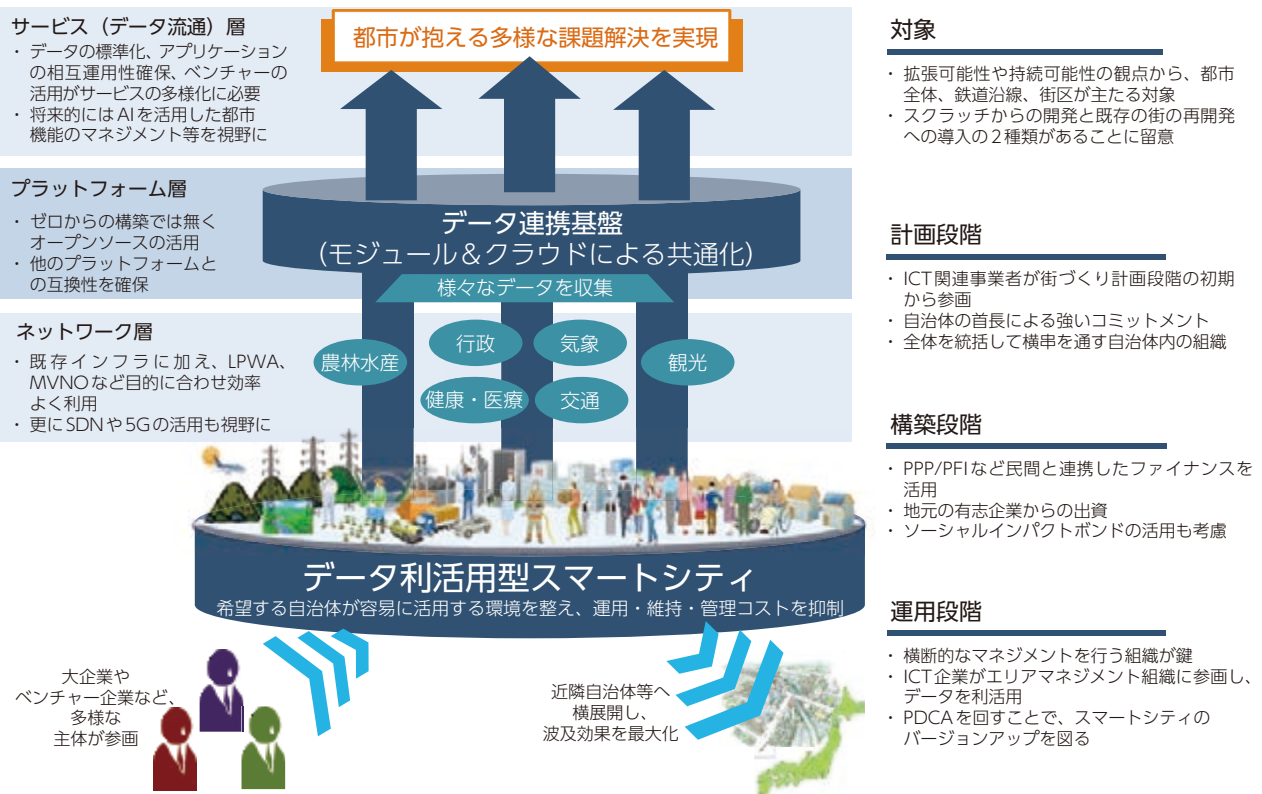 サービス（データ流通）層
・ データの標準化、アプリケーション
の相互運用性確保、ベンチャーの
活用がサービスの多様化に必要
・ 将来的にはAIを活用した都市
機能のマネジメント等を視野に
都市が抱える多様な課題解決を実現
プラットフォーム層
・ ゼロからの構築では無く
オープンソースの活用
・ 他のプラットフォームと
の互換性を確保
データ連携基盤
（モジュール＆クラウドによる共通化）
様々なデータを収集
ネットワーク層
・ 既存インフラに加え、LPWA、
MVNOなど目的に合わせ効率
よく利用
・ 更にSDNや5Gの活用も視野に
農林水産
行政
気象
観光
健康・医療
交通
データ利活用型スマートシティ
希望する自治体が容易に活用する環境を整え、運用・維持・管理コストを抑制
大企業や
ベンチャー企業など、
多様な
主体が参画
近隣自治体等へ
横展開し、
波及効果を最大化
対象
・ 拡張可能性や持続可能性の観点から、都市
全体、鉄道沿線、街区が主たる対象
・ スクラッチからの開発と既存の街の再開発
への導入の2種類があることに留意
計画段階
・ ICT関連事業者が街づくり計画段階の初期
から参画
・ 自治体の首長による強いコミットメント
・ 全体を統括して横串を通す自治体内の組織
構築段階
・ PPP/PFIなど民間と連携したファイナンスを
活用
・ 地元の有志企業からの出資
・ ソーシャルインパクトボンドの活用も考慮
運用段階
・ 横断的なマネジメントを行う組織が鍵
・ ICT企業がエリアマネジメント組織に参画し、
データを利活用
・ PDCAを回すことで、スマートシティの
バージョンアップを図る